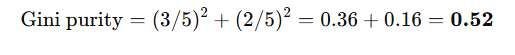 Gini purity = (3/5)² + (2/5)² = 0.36 + 0.16 = 0.52